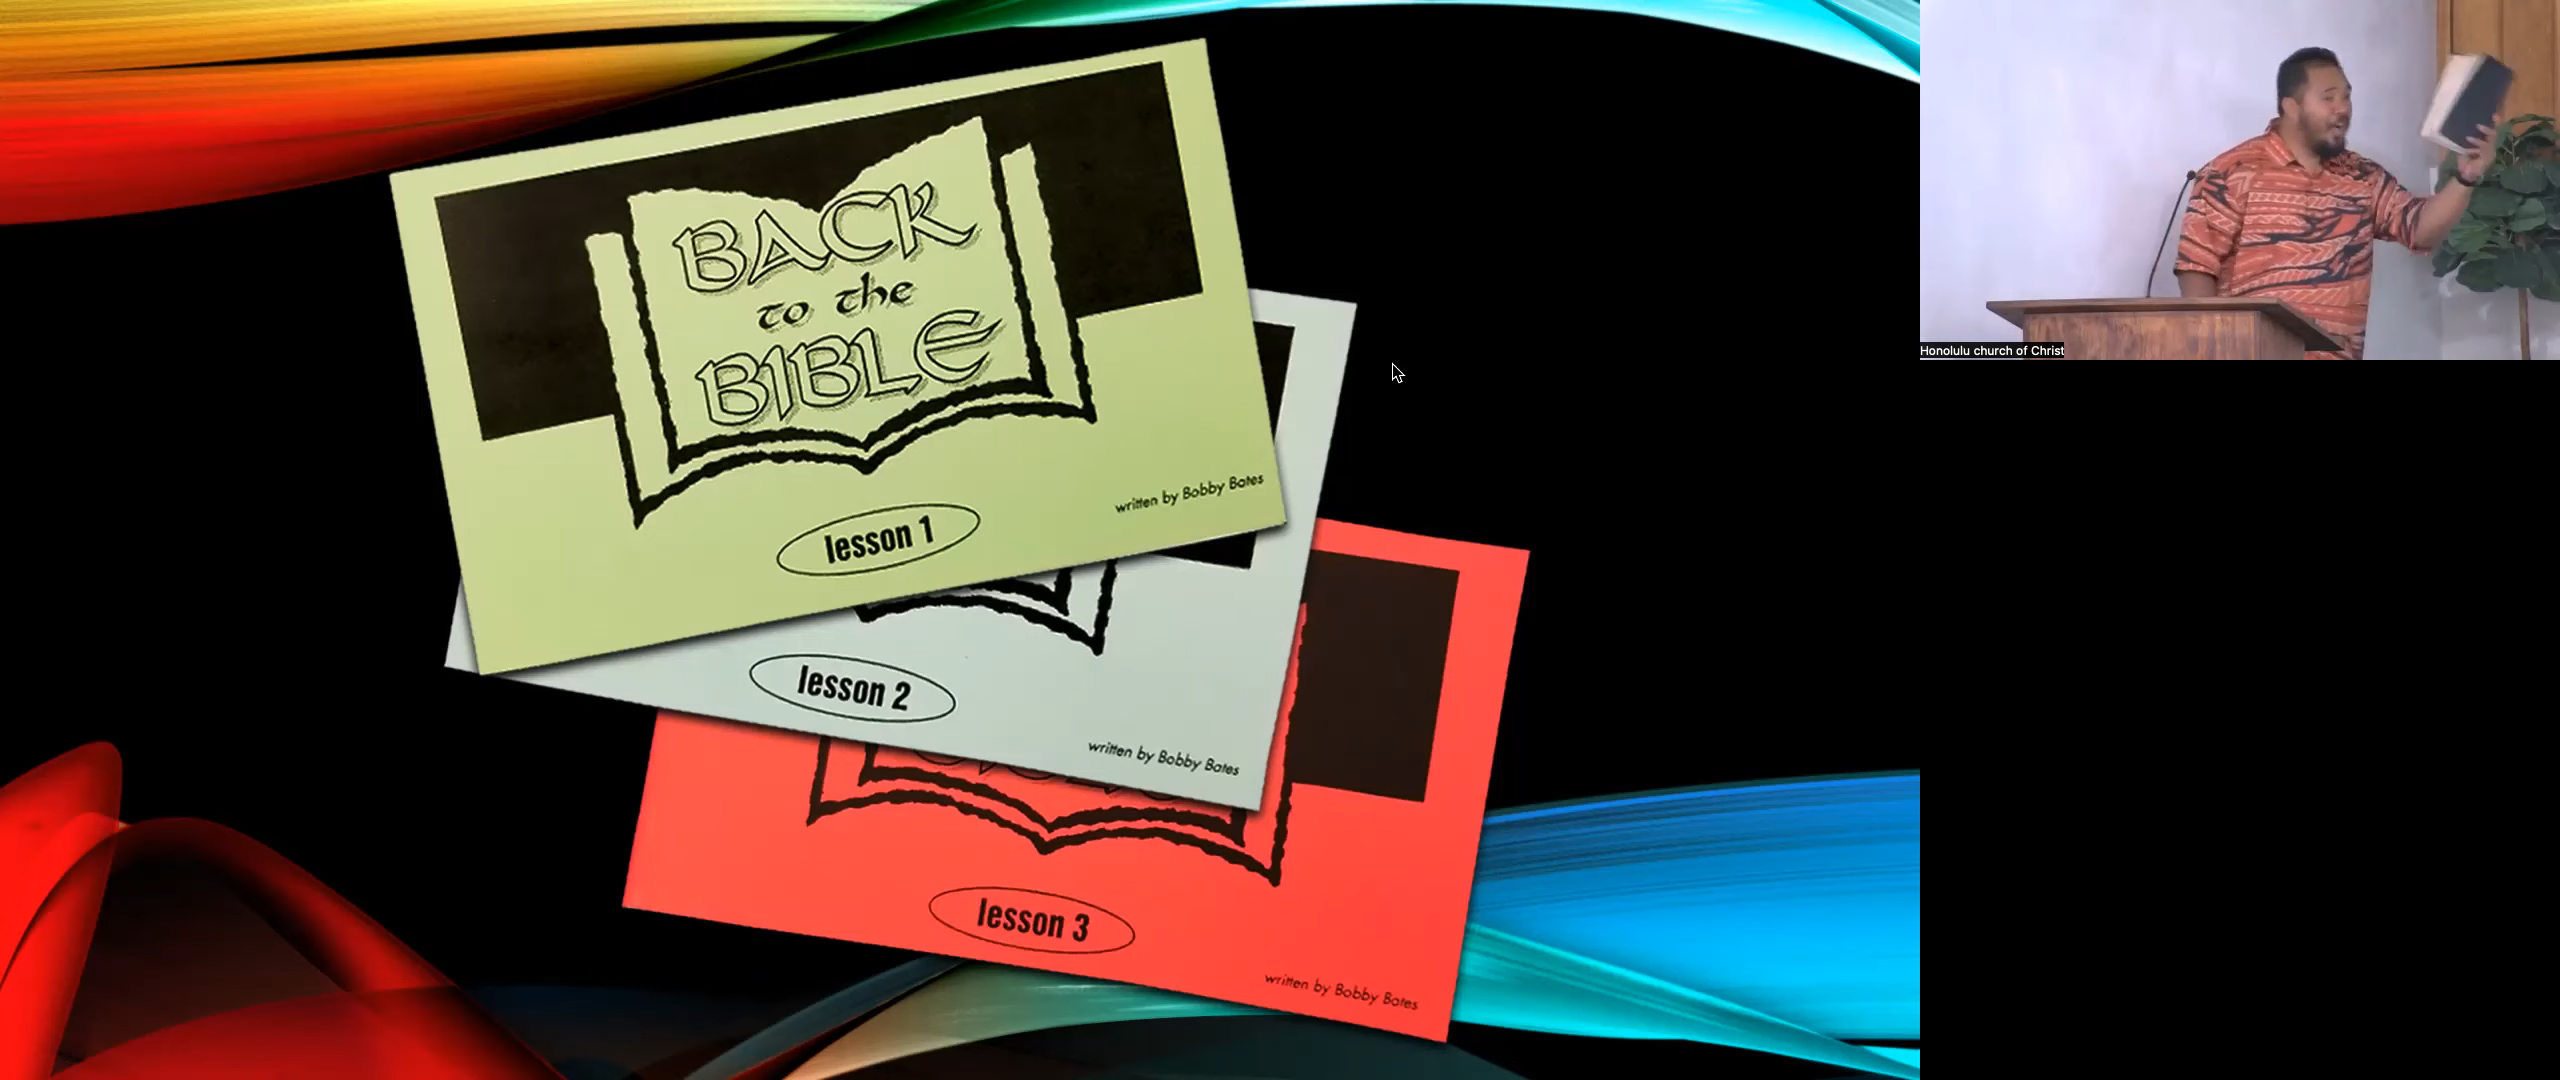 BACK
to the
BIBLE
written by Bobby Bates
lesson 1
lesson 2
written by Bobby Bates
lesson 3
written by Bobby Bates
Honolulu church of Christ